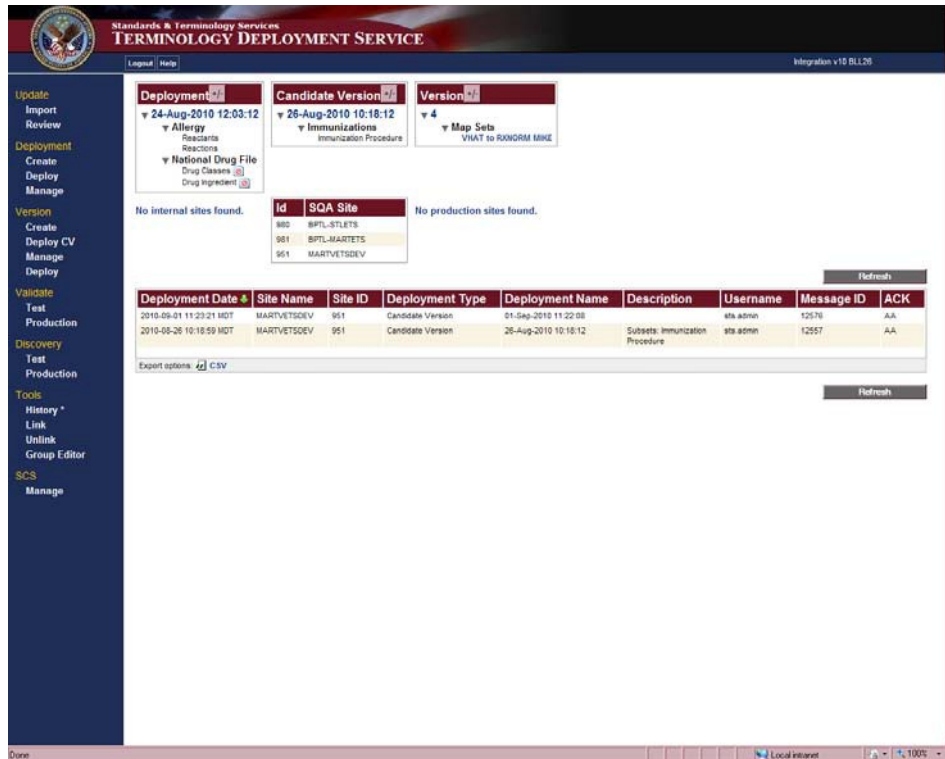 Standards & Terminology Services
TERMINOLOGY DEPLOYMENT SERVICE
Logout Help
Integration v10 BLL26
Update
Import
Review
Deployment
Create
Deploy
Manage
Version
Create
Deploy CV
Manage
Deploy
Validate
Test
Production
Discovery
Test
Production
Tools
History *
Link
Unlink
Group Editor
SCS
Manage
Deployment +/-
24-Aug-2010 12:03:12
Allergy
Reactants
Reactions
National Drug File
Drug Classes
Drug Ingredient
Candidate Version +/-
26-Aug-2010 10:18:12
Immunizations
Immunization Procedure
Version +/-
4
Map Sets
VHAT to RXNORM MIKE
No internal sites found.
Id SQA Site
980 BPTL-STLETS
981 BPTL-MARTETS
951 MARTVETSDEV
No production sites found.
Refresh
Deployment Date Site Name Site ID Deployment Type Deployment Name Description Username Message ID ACK
2010-09-01 11:23:21 MDT MARTVETSDEV 951 Candidate Version 01-Sep-2010 11:22:08 sts.admin 12576 AA
2010-08-26 10:18:59 MDT MARTVETSDEV 951 Candidate Version 26-Aug-2010 10:18:12 Subsets: Immunization Procedure sts.admin 12557 AA
Export options: CSV
Refresh
Done
Local intranet
100%